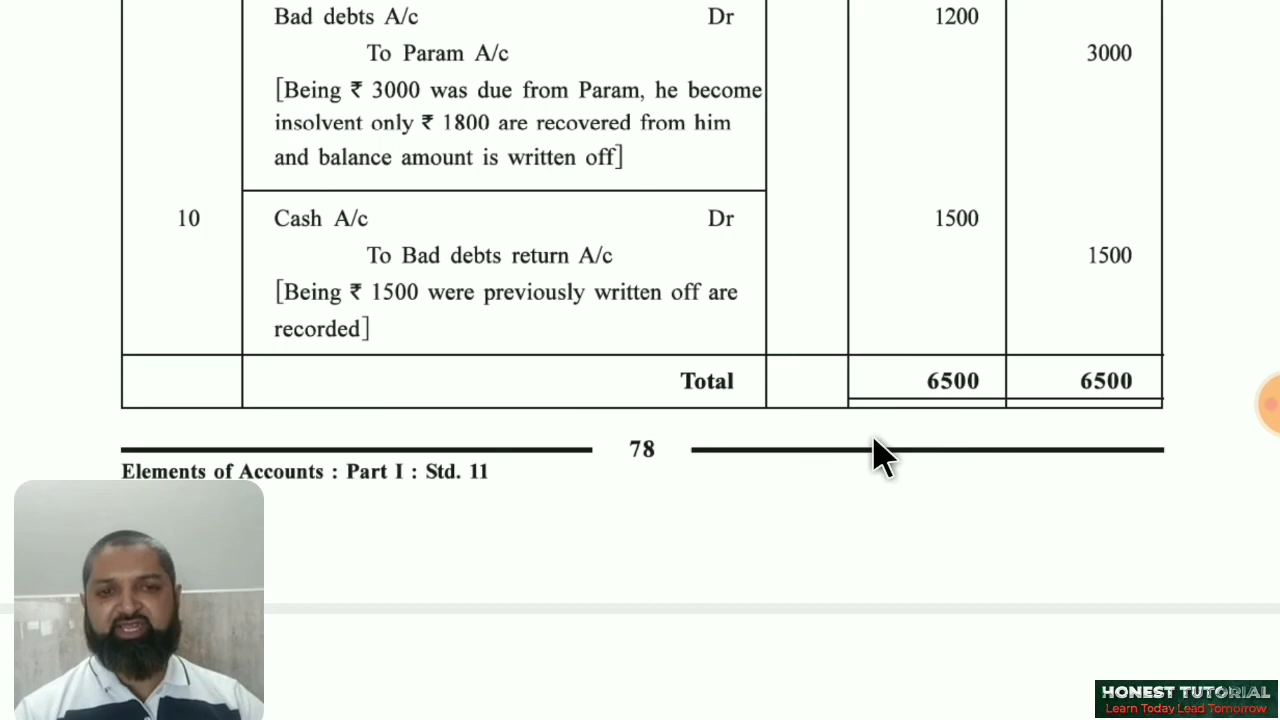 Bad debts A/c Dr 1200
To Param A/c 3000
[Being ₹ 3000 was due from Param, he become
insolvent only ₹ 1800 are recovered from him
and balance amount is written off]
10 Cash A/c Dr 1500
To Bad debts return A/c 1500
[Being ₹ 1500 were previously written off are
recorded]
Total 6500 6500
78
Elements of Accounts : Part I : Std. 11
HONEST TUTORIAL
Learn Today Lead Tomorrow